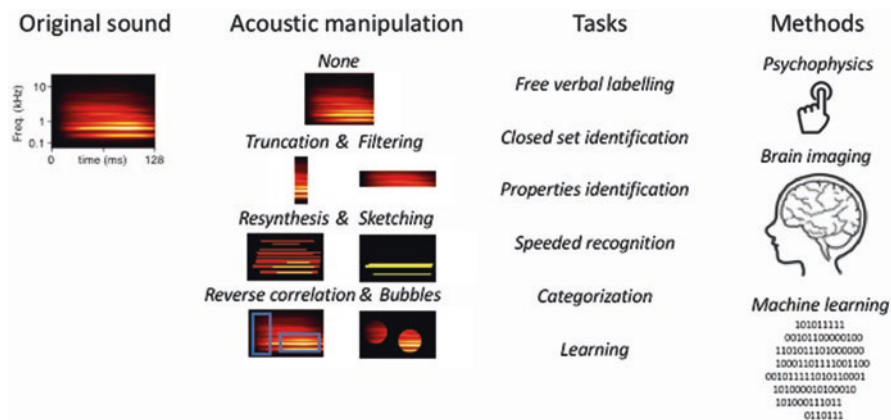 Original sound
Acoustic manipulation
Tasks
Methods
Freq. (kHz)
10
1
0.1
0
time (ms)
128
None
Truncation & Filtering
Resynthesis & Sketching
Reverse correlation & Bubbles
Free verbal labelling
Closed set identification
Properties identification
Speeded recognition
Categorization
Learning
Psychophysics
Brain imaging
Machine learning
101011111
00101100000100
1101011101000000
10001101111001100
001011111010110001
101000010100010
101000111011
0110111